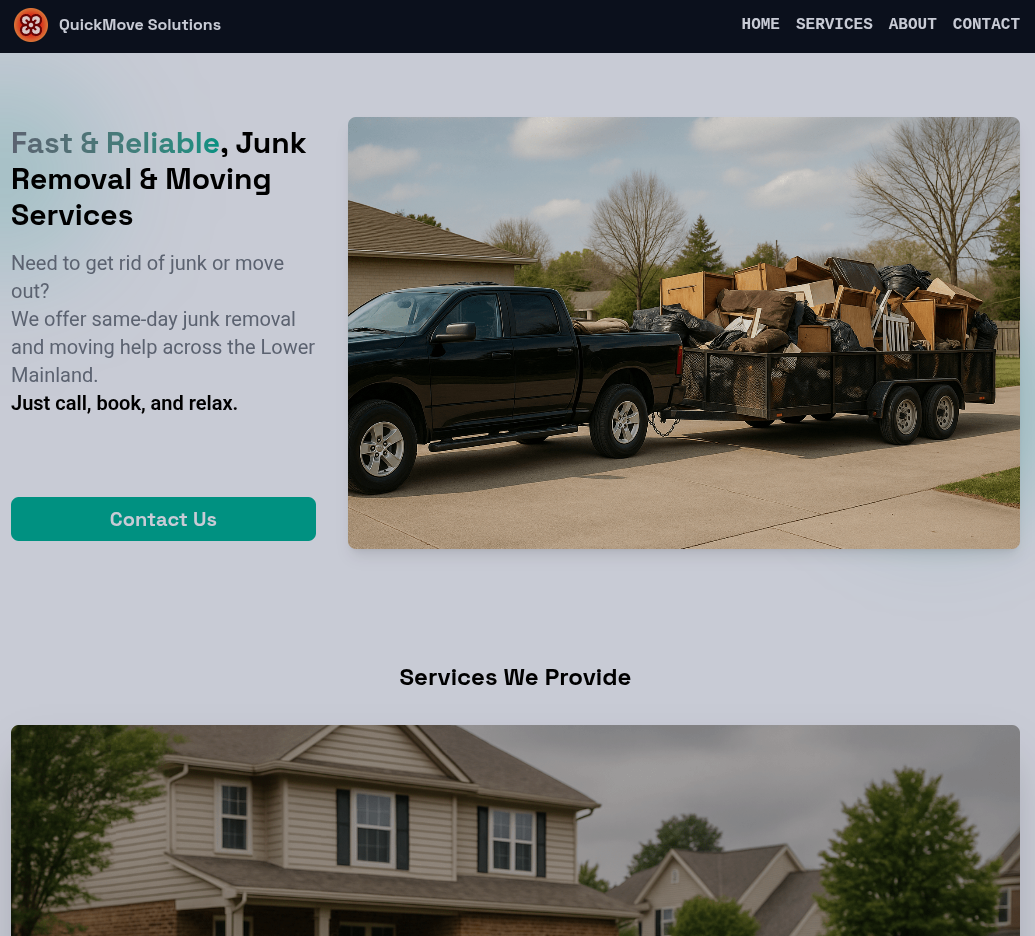 QuickMove Solutions
HOME SERVICES ABOUT CONTACT
Fast & Reliable, Junk
Removal & Moving
Services
Need to get rid of junk or move
out?
We offer same-day junk removal
and moving help across the Lower
Mainland.
Just call, book, and relax.
Contact Us
Services We Provide